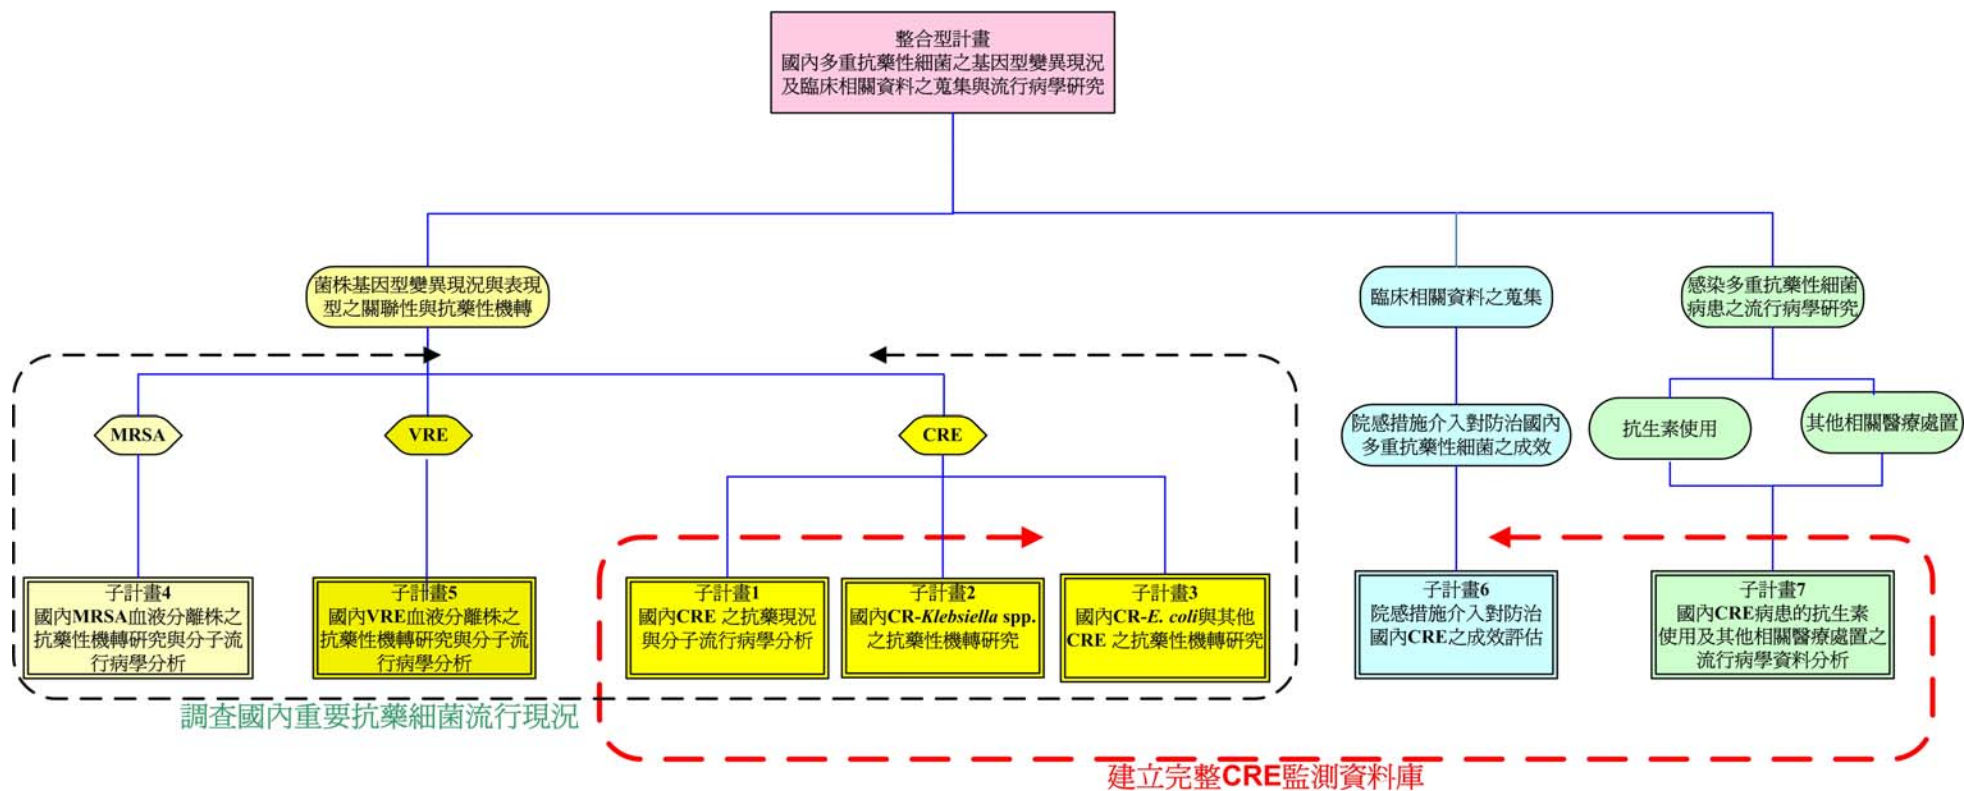 整合型計畫
國內多重抗藥性細菌之基因型變異現況
及臨床相關資料之蒐集與流行病學研究
菌株基因型變異現況與表現
型之關聯性與抗藥性機轉
臨床相關資料之蒐集
感染多重抗藥性細菌
病患之流行病學研究
MRSA
VRE
CRE
院感措施介入對防治國內
多重抗藥性細菌之成效
抗生素使用
其他相關醫療處置
子計畫4
國內MRSA血液分離株之
抗藥性機轉研究與分子流
行病學分析
子計畫5
國內VRE血液分離株之
抗藥性機轉研究與分子流
行病學分析
子計畫1
國內CRE 之抗藥現況
與分子流行病學分析
子計畫2
國內CR-Klebsiella spp.
之抗藥性機轉研究
子計畫3
國內CR-E. coli與其他
CRE 之抗藥性機轉研究
子計畫6
院感措施介入對防治
國內CRE之成效評估
子計畫7
國內CRE病患的抗生素
使用及其他相關醫療處置之
流行病學資料分析
調查國內重要抗藥細菌流行現況
建立完整CRE監測資料庫